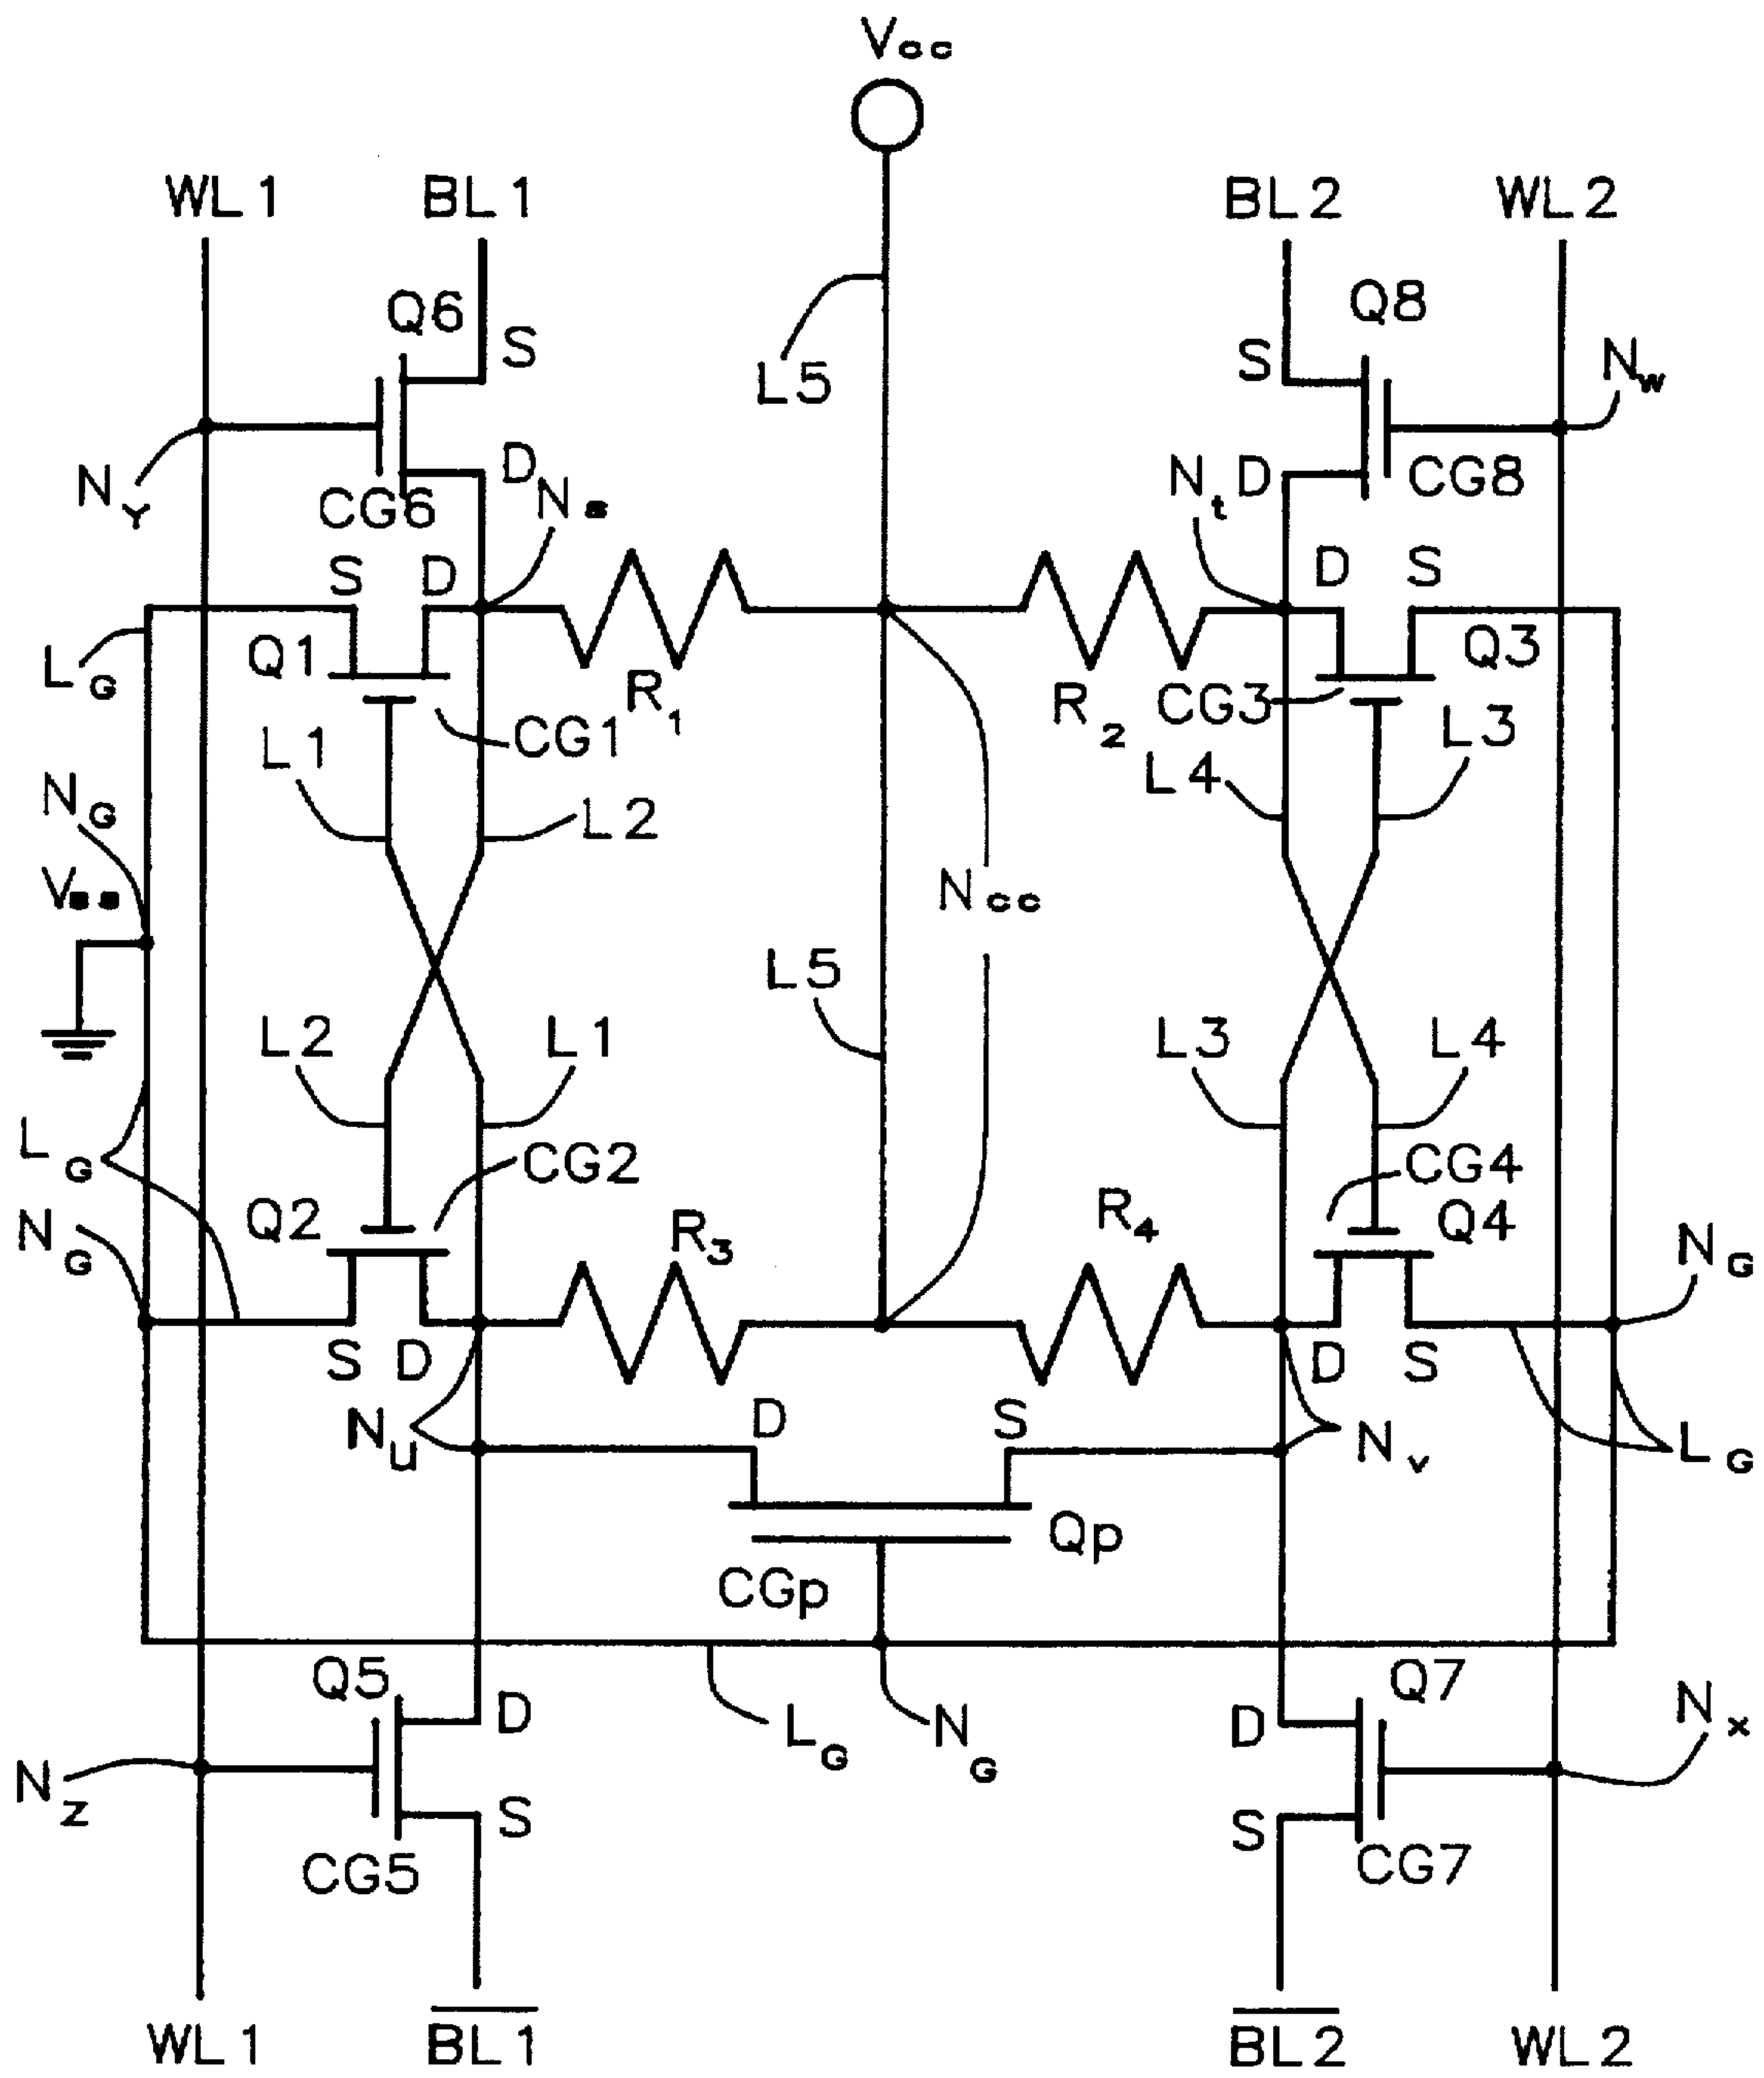 Vcc
WL1 BL1 BL2 WL2
Q6 Q8
S S
L5 Nw
D Nt D
NY CG6 Ns CG8
S D D S
LG Q1 R1 R2 CG3 Q3
L1 CG1 L4 L3
NG L2
Vss Ncc
L5
L2 L1 L3 L4
LG CG2 CG4
NG Q2 R3 R4 Q4 NG
S D D S
NU D S Nv LG
Qp
CGp
Q5 Q7
D LG NG D Nx
NZ S S
CG5 CG7
WL1 B̅L̅1̅ B̅L̅2̅ WL2